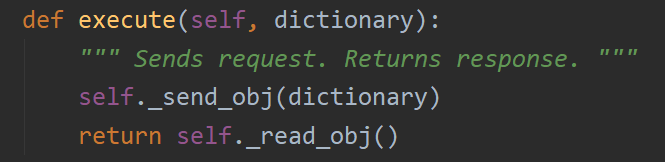 def execute(self, dictionary):
    """ Sends request. Returns response. """
    self._send_obj(dictionary)
    return self._read_obj()